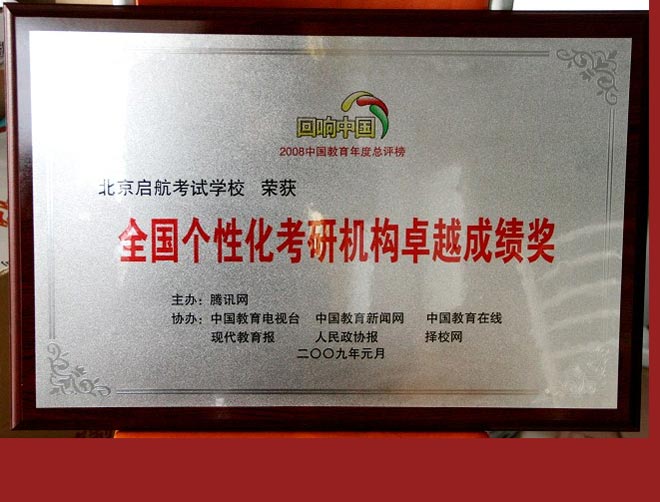 回响中国
2008中国教育年度总评榜
北京启航考试学校 荣获
全国个性化考研机构卓越成绩奖
主办：腾讯网
协办：中国教育电视台 中国教育新闻网 中国教育在线
现代教育报 人民政协报 择校网
二〇〇九年元月